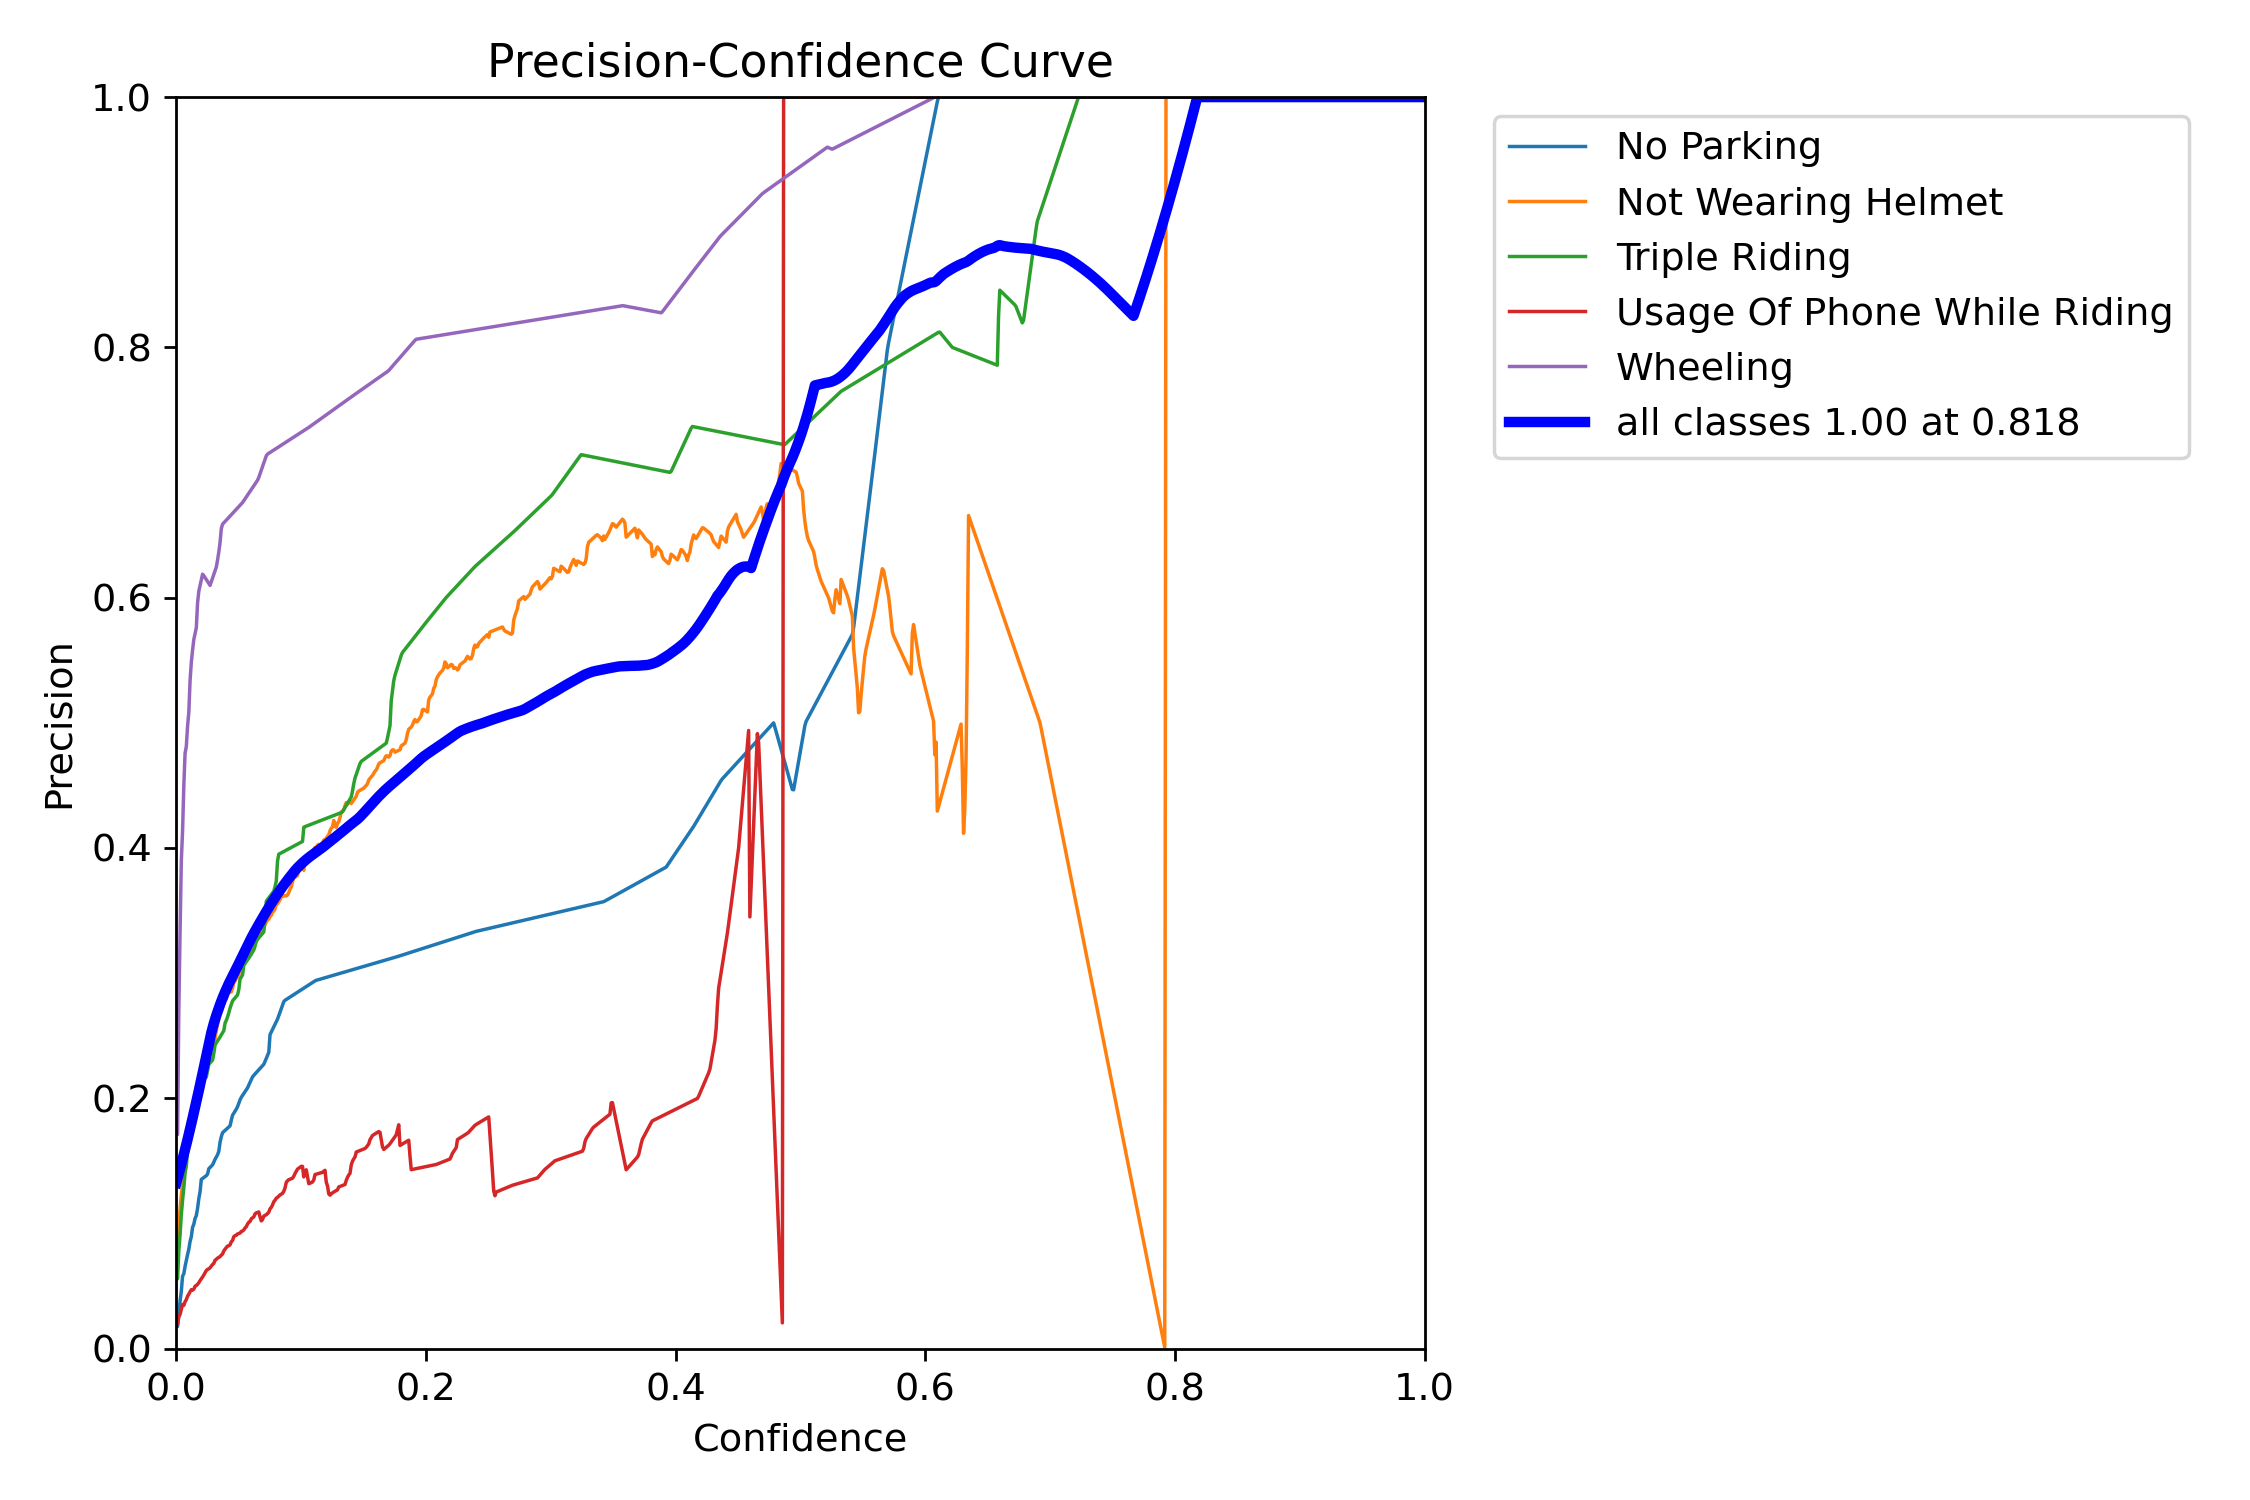 Precision-Confidence Curve
1.0
0.8
0.6
0.4
0.2
0.0
Precision
0.0 0.2 0.4 0.6 0.8 1.0
Confidence
No Parking
Not Wearing Helmet
Triple Riding
Usage Of Phone While Riding
Wheeling
all classes 1.00 at 0.818